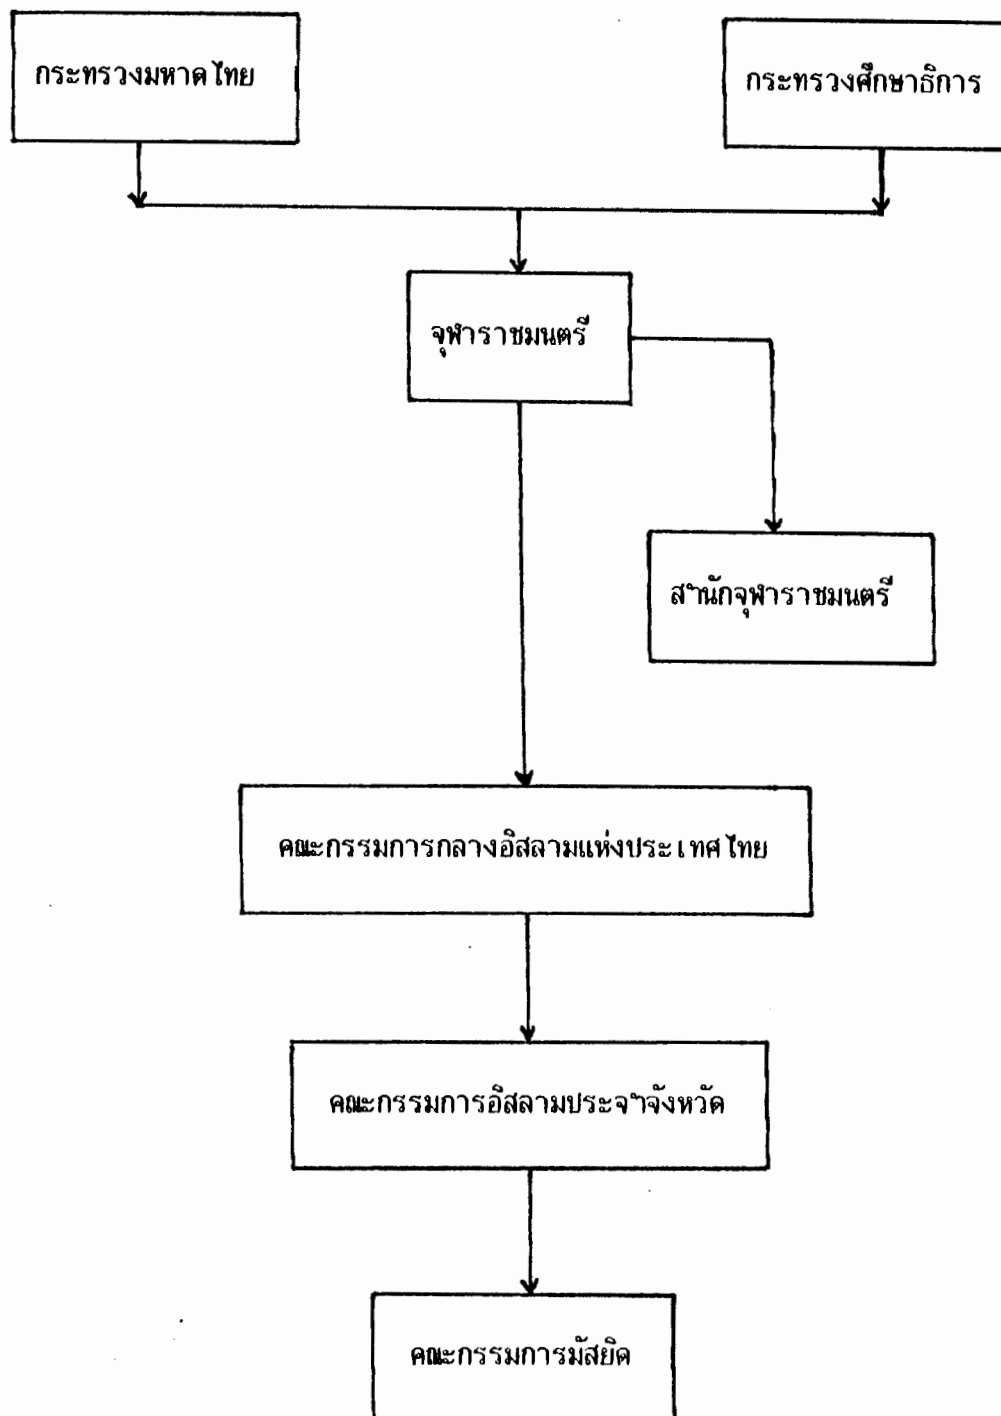 กระทรวงมหาดไทย
กระทรวงศึกษาธิการ
จุฬาราชมนตรี
สำนักจุฬาราชมนตรี
คณะกรรมการกลางอิสลามแห่งประเทศไทย
คณะกรรมการอิสลามประจำจังหวัด
คณะกรรมการมัสยิด